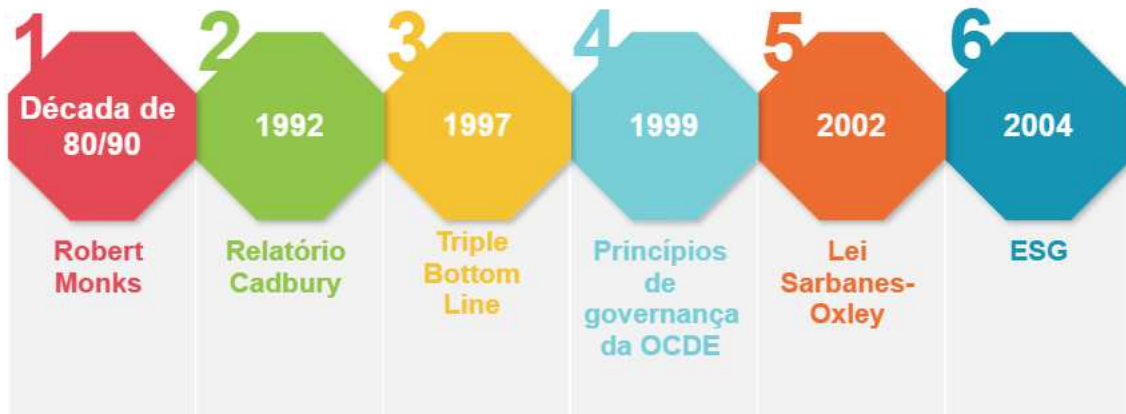 1
Década de
80/90
Robert
Monks
2
1992
Relatório
Cadbury
3
1997
Triple
Bottom
Line
4
1999
Princípios
de
governança
da OCDE
5
2002
Lei
Sarbanes-
Oxley
6
2004
ESG